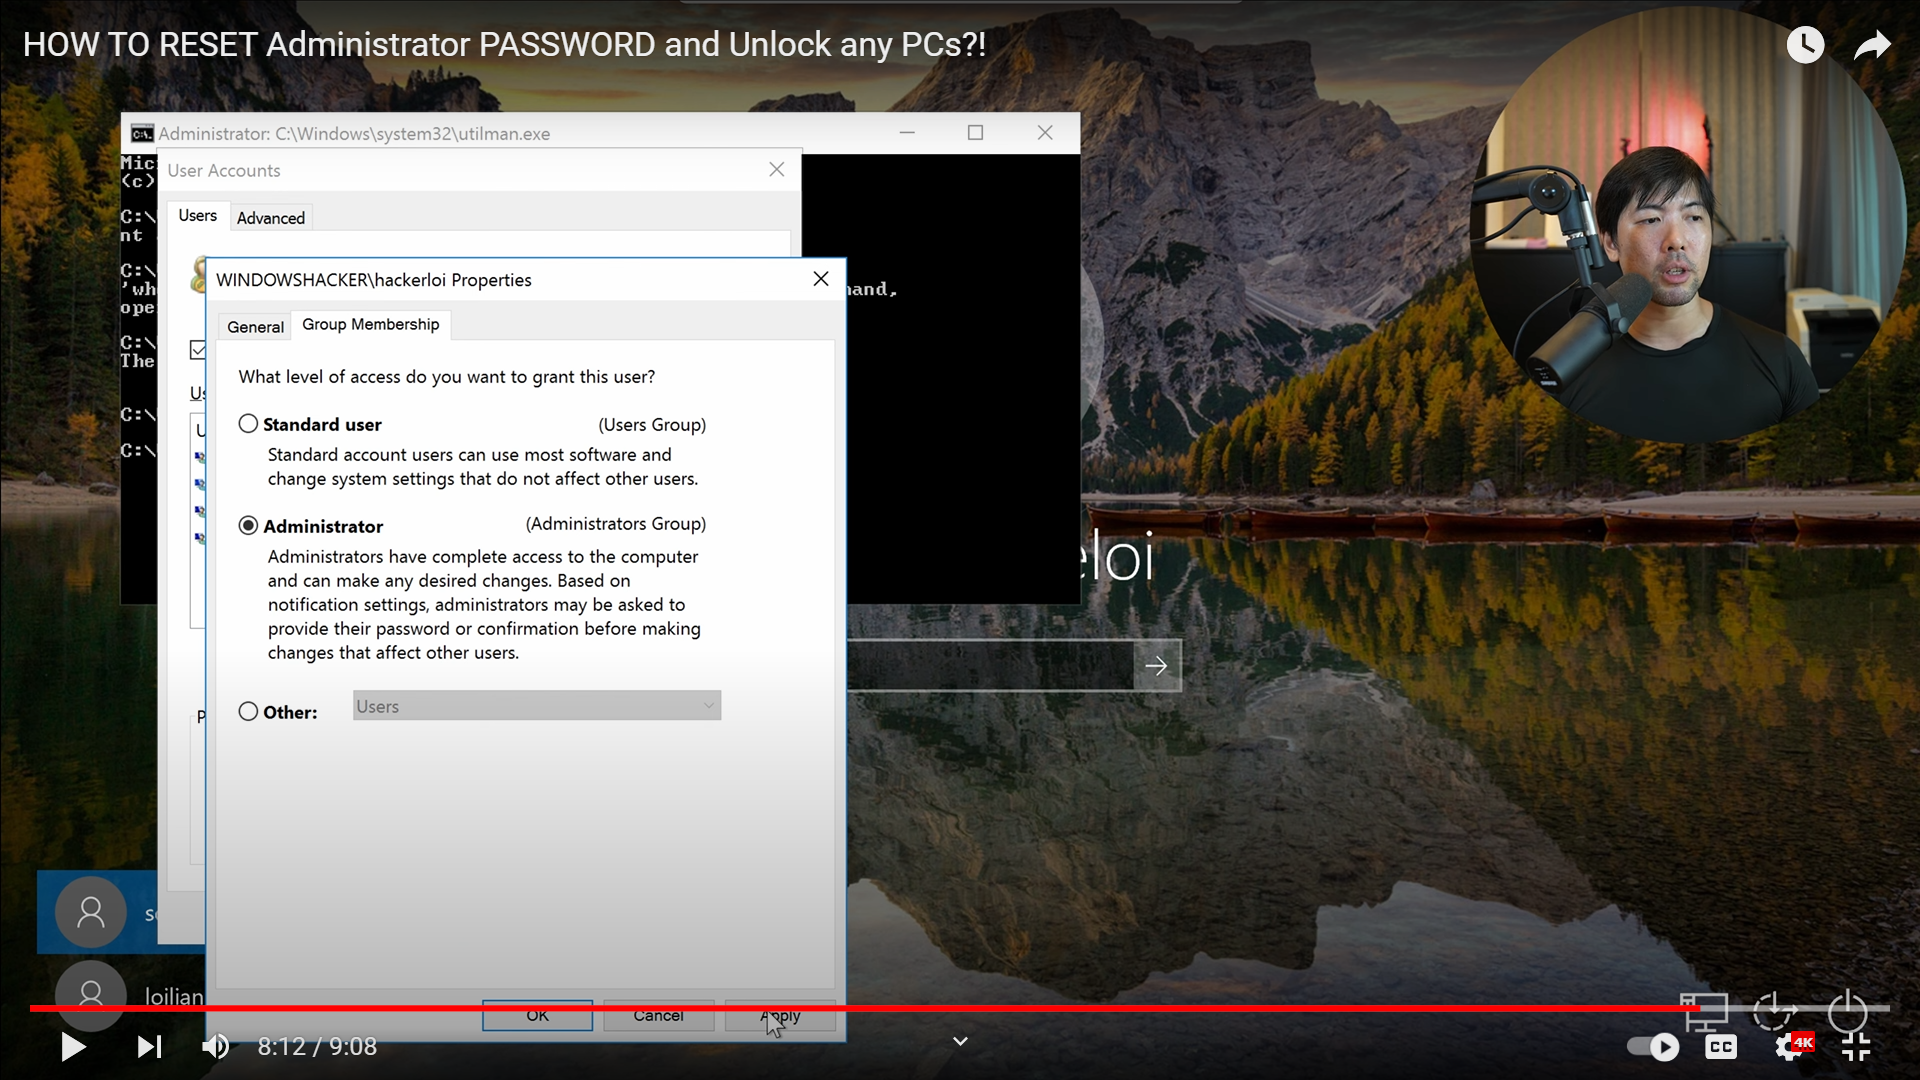 HOW TO RESET Administrator PASSWORD and Unlock any PCs?!
Administrator: C:\Windows\system32\utilman.exe
Mic
(c)
User Accounts
Users
Advanced
C:\
nt
C:\
'wh
and,
ope
C:\
The
C:\
C:\
WINDOWSHACKER\hackerloi Properties
General
Group Membership
What level of access do you want to grant this user?
Standard user
(Users Group)
Standard account users can use most software and
change system settings that do not affect other users.
Administrator
(Administrators Group)
Administrators have complete access to the computer
and can make any desired changes. Based on
notification settings, administrators may be asked to
provide their password or confirmation before making
changes that affect other users.
Other:
Users
Us
U
P
eloi
s
loilian
OK
Cancel
Apply
8:12 / 9:08
CC
4K